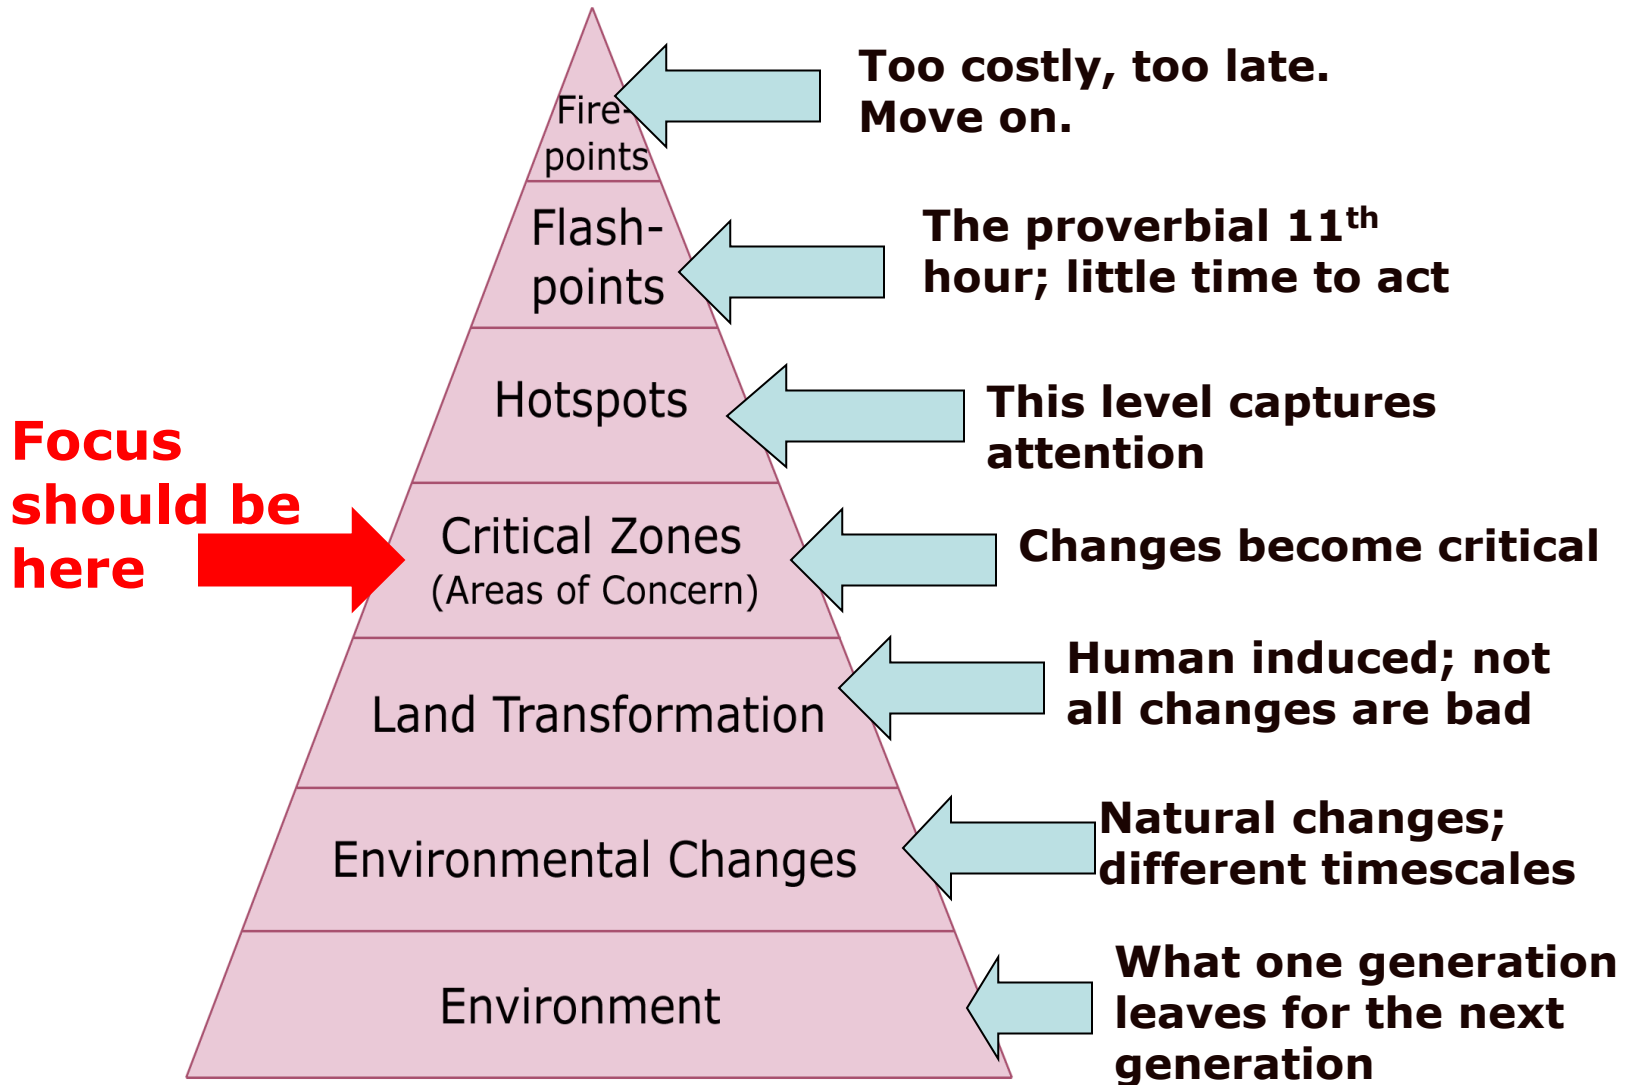 Fire-
points
Too costly, too late.
Move on.
Flash-
points
The proverbial 11th
hour; little time to act
Hotspots
This level captures
attention
Focus
should be
here
Critical Zones
(Areas of Concern)
Changes become critical
Land Transformation
Human induced; not
all changes are bad
Environmental Changes
Natural changes;
different timescales
Environment
What one generation
leaves for the next
generation